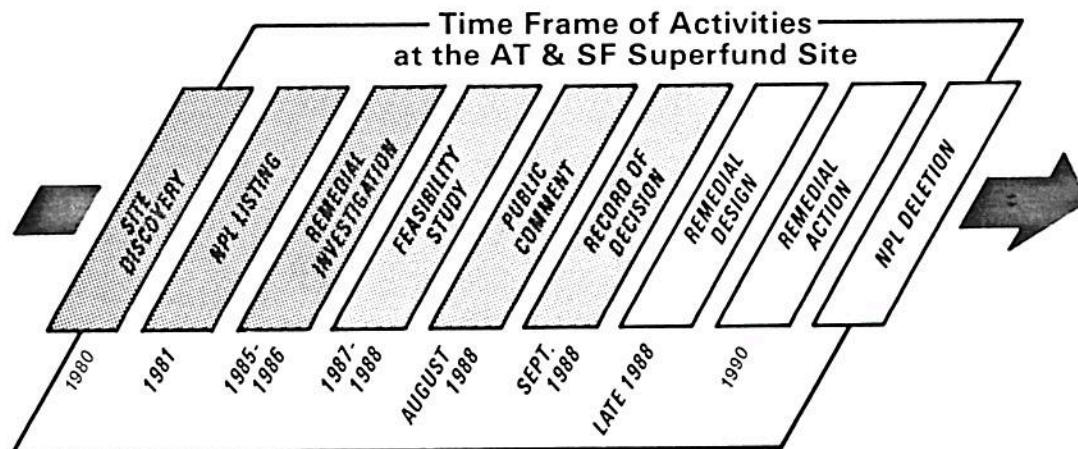 Time Frame of Activities
at the AT & SF Superfund Site
SITE
DISCOVERY
NPL LISTING
REMEDIAL
INVESTIGATION
FEASIBILITY
STUDY
PUBLIC
COMMENT
RECORD OF
DECISION
REMEDIAL
DESIGN
REMEDIAL
ACTION
NPL DELETION
1980
1981
1985-
1986
1987-
1988
AUGUST
1988
SEPT.
1988
LATE 1988
1990